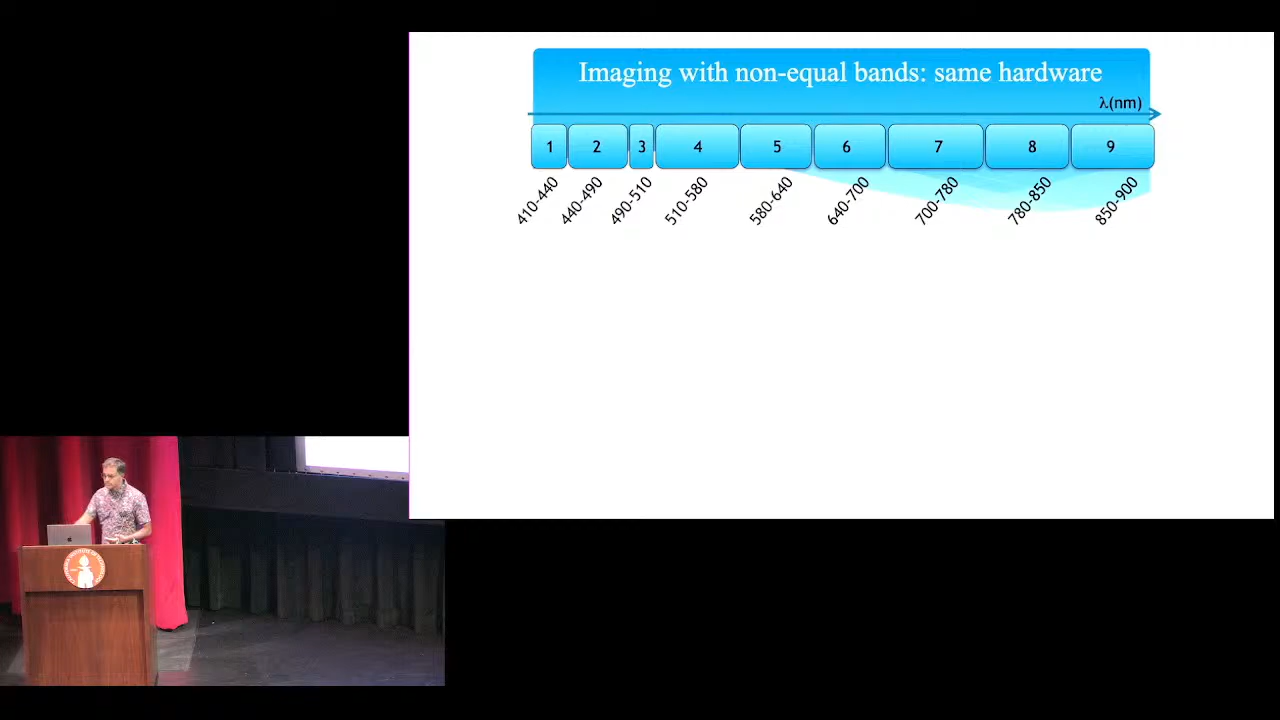 Imaging with non-equal bands: same hardware
λ(nm)
1 2 3 4 5 6 7 8 9
410-440 440-490 490-510 510-580 580-640 640-700 700-780 780-850 850-900